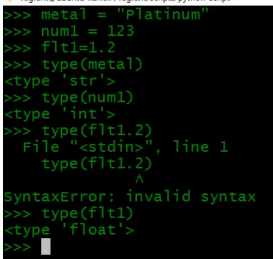 >>> metal = "Platinum"
>>> num1 = 123
>>> flt1=1.2
>>> type(metal)
<type 'str'>
>>> type(num1)
<type 'int'>
>>> type(flt1.2)
  File "<stdin>", line 1
    type(flt1.2)
             ^
SyntaxError: invalid syntax
>>> type(flt1)
<type 'float'>
>>>